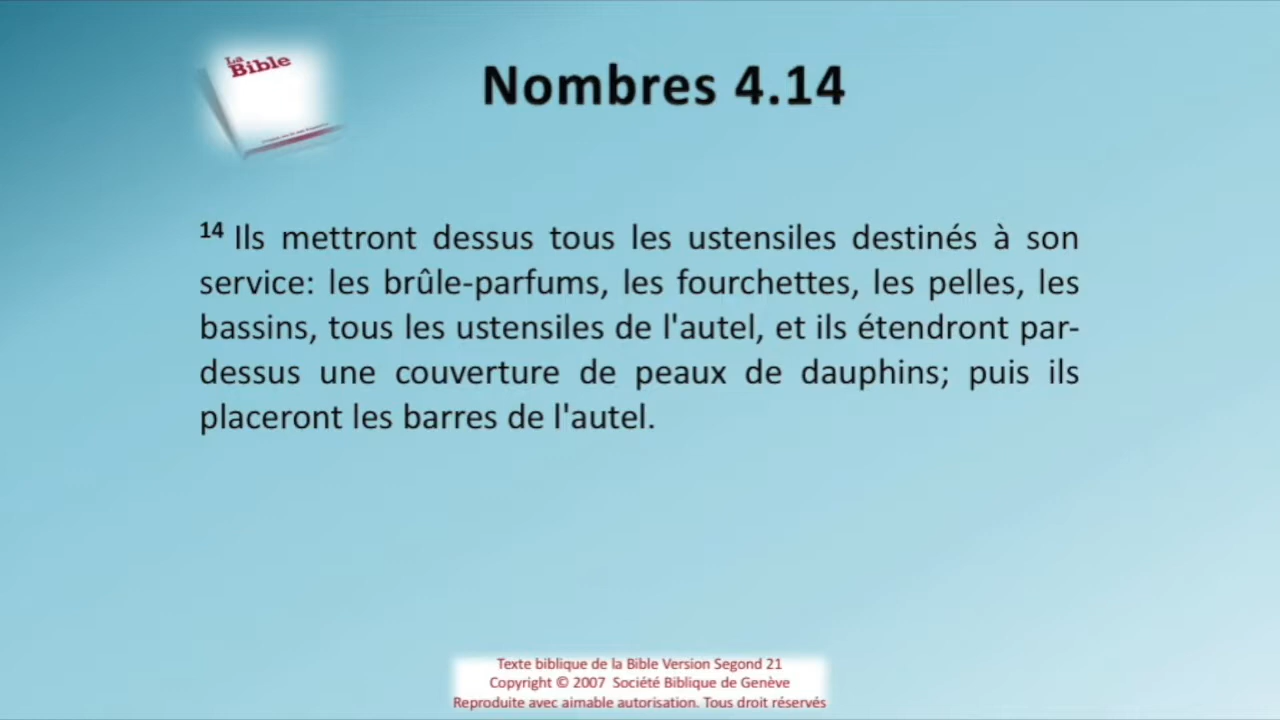 La
Bible
Nombres 4.14
14 Ils mettront dessus tous les ustensiles destinés à son
service: les brûle-parfums, les fourchettes, les pelles, les
bassins, tous les ustensiles de l'autel, et ils étendront par-
dessus une couverture de peaux de dauphins; puis ils
placeront les barres de l'autel.
Texte biblique de la Bible Version Segond 21
Copyright © 2007 Société Biblique de Genève
Reproduite avec aimable autorisation. Tous droit réservés